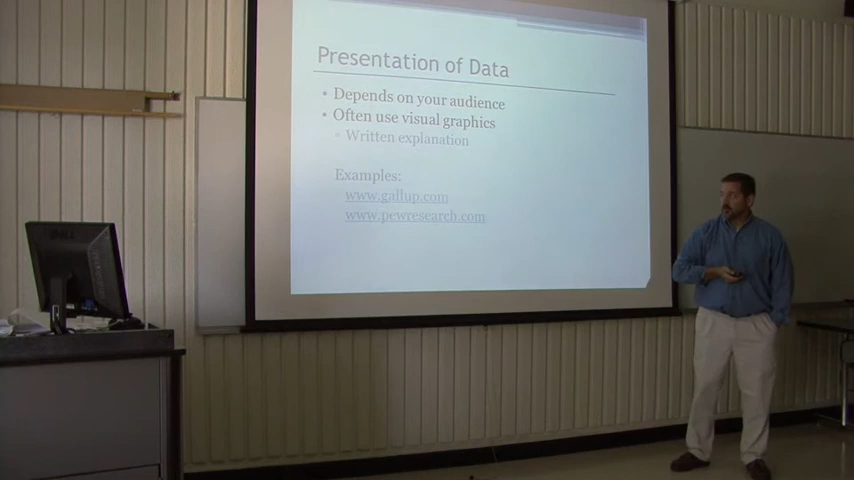 Presentation of Data
• Depends on your audience
• Often use visual graphics
▫ Written explanation
Examples:
www.gallup.com
www.pewresearch.com
DELL